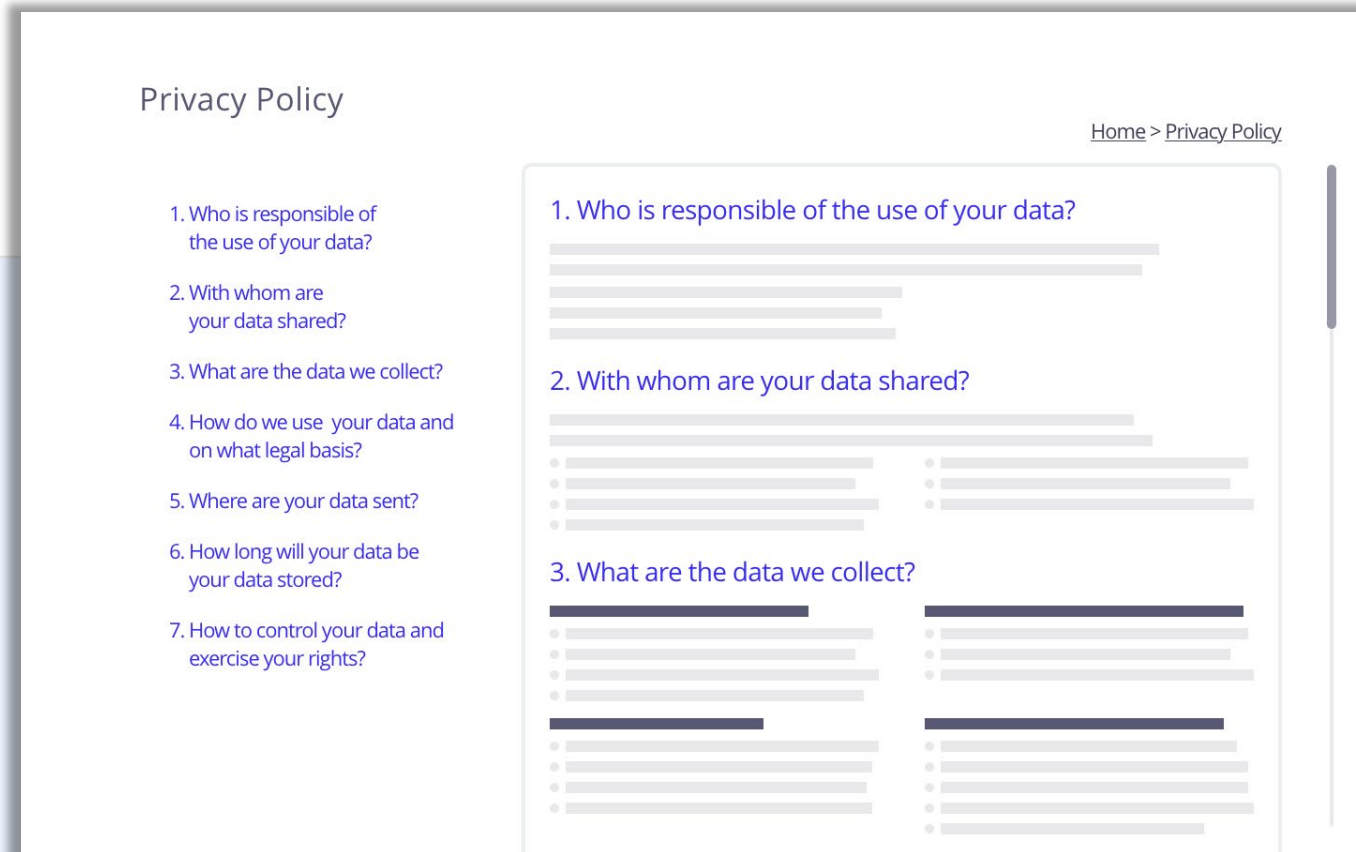 Privacy Policy
Home > Privacy Policy
1. Who is responsible of
the use of your data?
2. With whom are
your data shared?
3. What are the data we collect?
4. How do we use  your data and
on what legal basis?
5. Where are your data sent?
6. How long will your data be
your data stored?
7. How to control your data and
exercise your rights?
1. Who is responsible of the use of your data?
2. With whom are your data shared?
3. What are the data we collect?